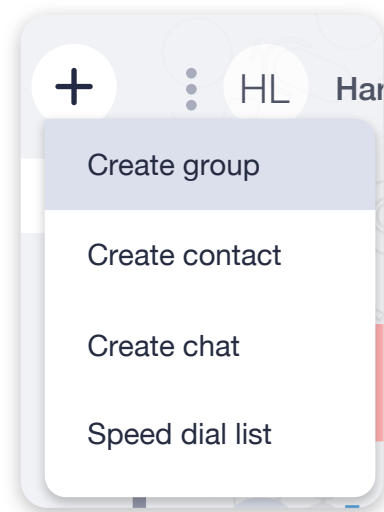 HL
Create group
Create contact
Create chat
Speed dial list